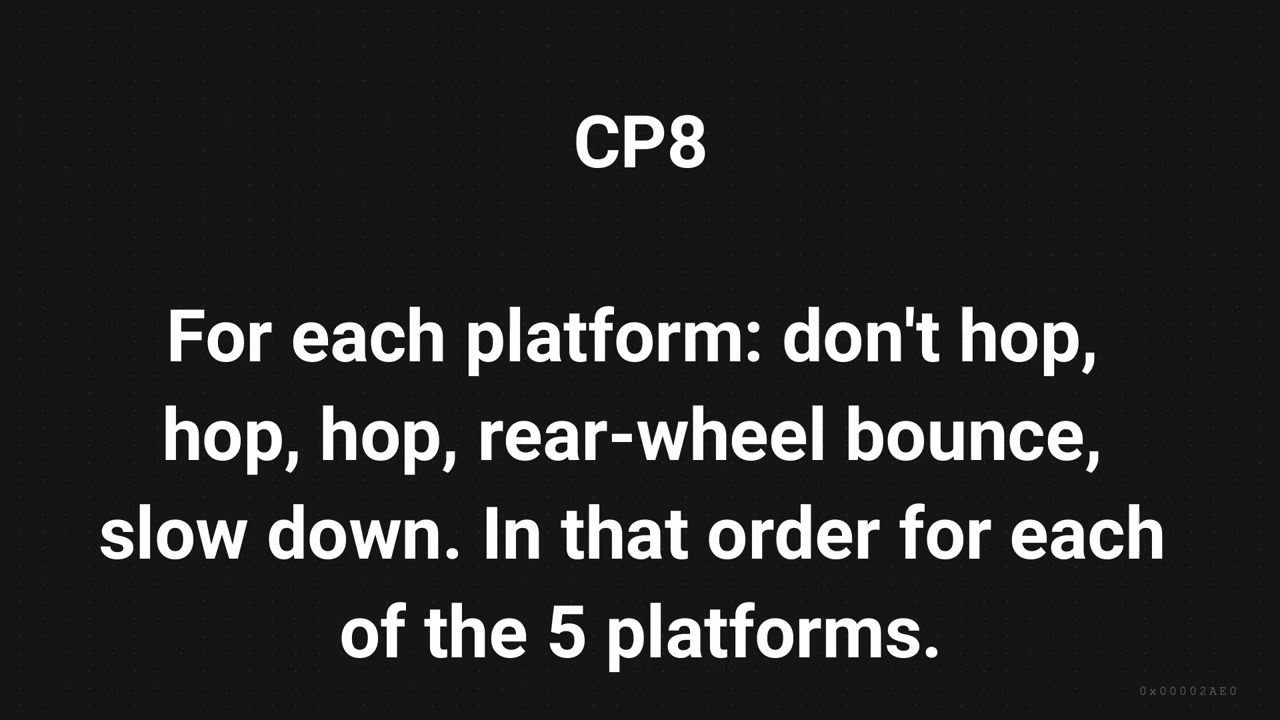 CP8
For each platform: don't hop,
hop, hop, rear-wheel bounce,
slow down. In that order for each
of the 5 platforms.
0x00002AE0